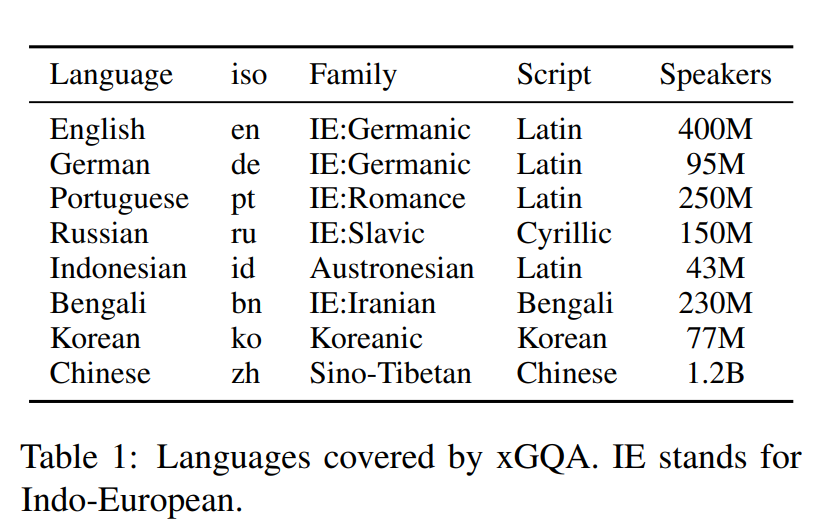 Language iso Family Script Speakers
English en IE:Germanic Latin 400M
German de IE:Germanic Latin 95M
Portuguese pt IE:Romance Latin 250M
Russian ru IE:Slavic Cyrillic 150M
Indonesian id Austronesian Latin 43M
Bengali bn IE:Iranian Bengali 230M
Korean ko Koreanic Korean 77M
Chinese zh Sino-Tibetan Chinese 1.2B
Table 1: Languages covered by xGQA. IE stands for
Indo-European.